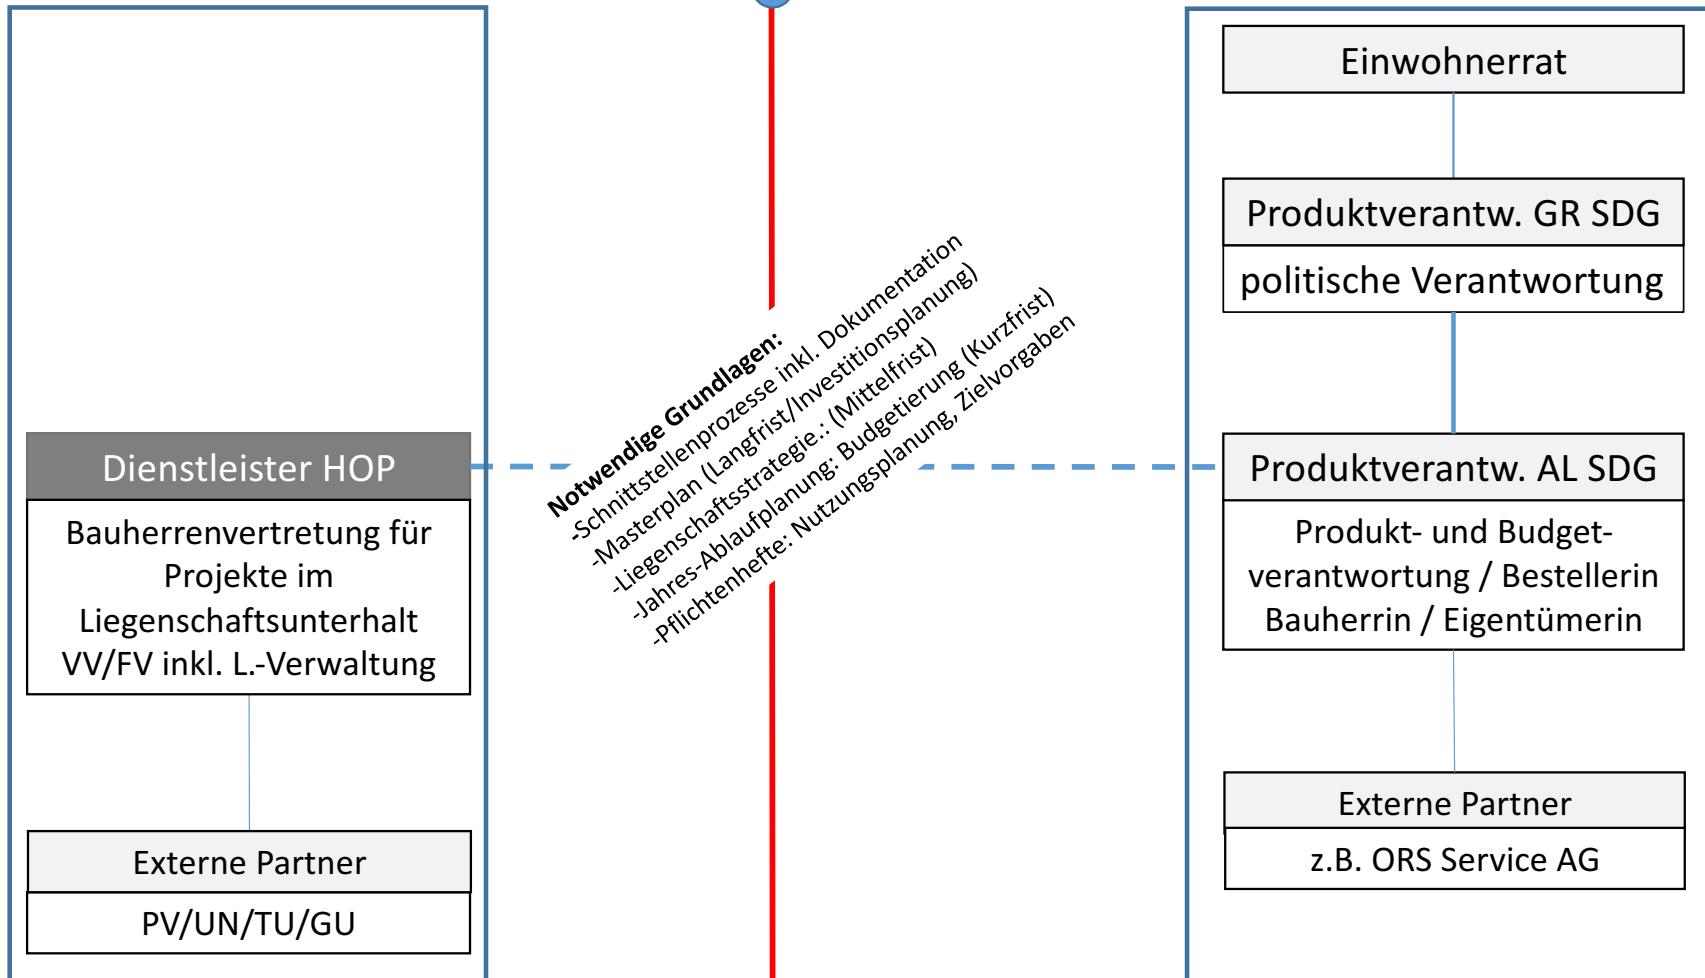 Dienstleister HOP
Bauherrenvertretung für
Projekte im
Liegenschaftsunterhalt
VV/FV inkl. L.-Verwaltung
Externe Partner
PV/UN/TU/GU
Notwendige Grundlagen:
-Schnittstellenprozesse inkl. Dokumentation
-Masterplan (Langfrist/Investitionsplanung)
-Liegenschaftsstrategie.: (Mittelfrist)
-Jahres-Ablaufplanung: Budgetierung (Kurzfrist)
-Pflichtenhefte: Nutzungsplanung, Zielvorgaben
Einwohnerrat
Produktverantw. GR SDG
politische Verantwortung
Produktverantw. AL SDG
Produkt- und Budget-
verantwortung / Bestellerin
Bauherrin / Eigentümerin
Externe Partner
z.B. ORS Service AG